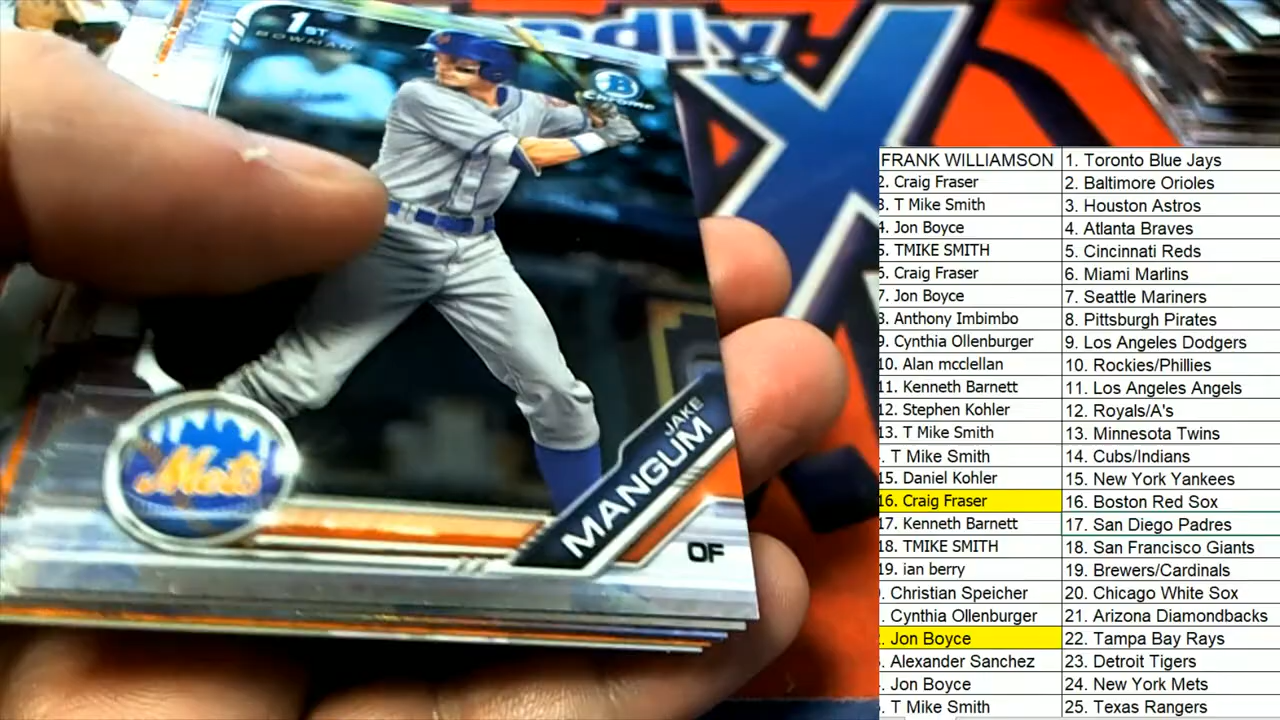 1ST
BOWMAN
B
CHROME
Mets
JAKE
MANGUM
OF
FRANK WILLIAMSON 1. Toronto Blue Jays
2. Craig Fraser 2. Baltimore Orioles
3. T Mike Smith 3. Houston Astros
4. Jon Boyce 4. Atlanta Braves
5. TMIKE SMITH 5. Cincinnati Reds
6. Craig Fraser 6. Miami Marlins
7. Jon Boyce 7. Seattle Mariners
8. Anthony Imbimbo 8. Pittsburgh Pirates
9. Cynthia Ollenburger 9. Los Angeles Dodgers
10. Alan mcclellan 10. Rockies/Phillies
11. Kenneth Barnett 11. Los Angeles Angels
12. Stephen Kohler 12. Royals/A's
13. T Mike Smith 13. Minnesota Twins
. T Mike Smith 14. Cubs/Indians
15. Daniel Kohler 15. New York Yankees
16. Craig Fraser 16. Boston Red Sox
17. Kenneth Barnett 17. San Diego Padres
18. TMIKE SMITH 18. San Francisco Giants
19. ian berry 19. Brewers/Cardinals
. Christian Speicher 20. Chicago White Sox
. Cynthia Ollenburger 21. Arizona Diamondbacks
. Jon Boyce 22. Tampa Bay Rays
. Alexander Sanchez 23. Detroit Tigers
. Jon Boyce 24. New York Mets
. T Mike Smith 25. Texas Rangers